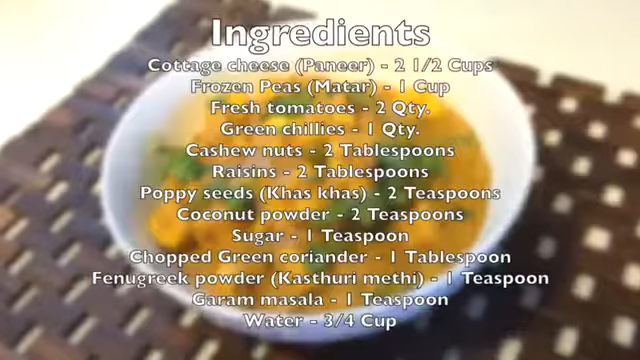 Ingredients
Cottage cheese (Paneer) - 2 1/2 Cups
Frozen Peas (Matar) - 1 Cup
Fresh tomatoes - 2 Qty.
Green chillies - 1 Qty.
Cashew nuts - 2 Tablespoons
Raisins - 2 Tablespoons
Poppy seeds (Khas khas) - 2 Teaspoons
Coconut powder - 2 Teaspoons
Sugar - 1 Teaspoon
Chopped Green coriander - 1 Tablespoon
Fenugreek powder (Kasthuri methi) - 1 Teaspoon
Garam masala - 1 Teaspoon
Water - 3/4 Cup